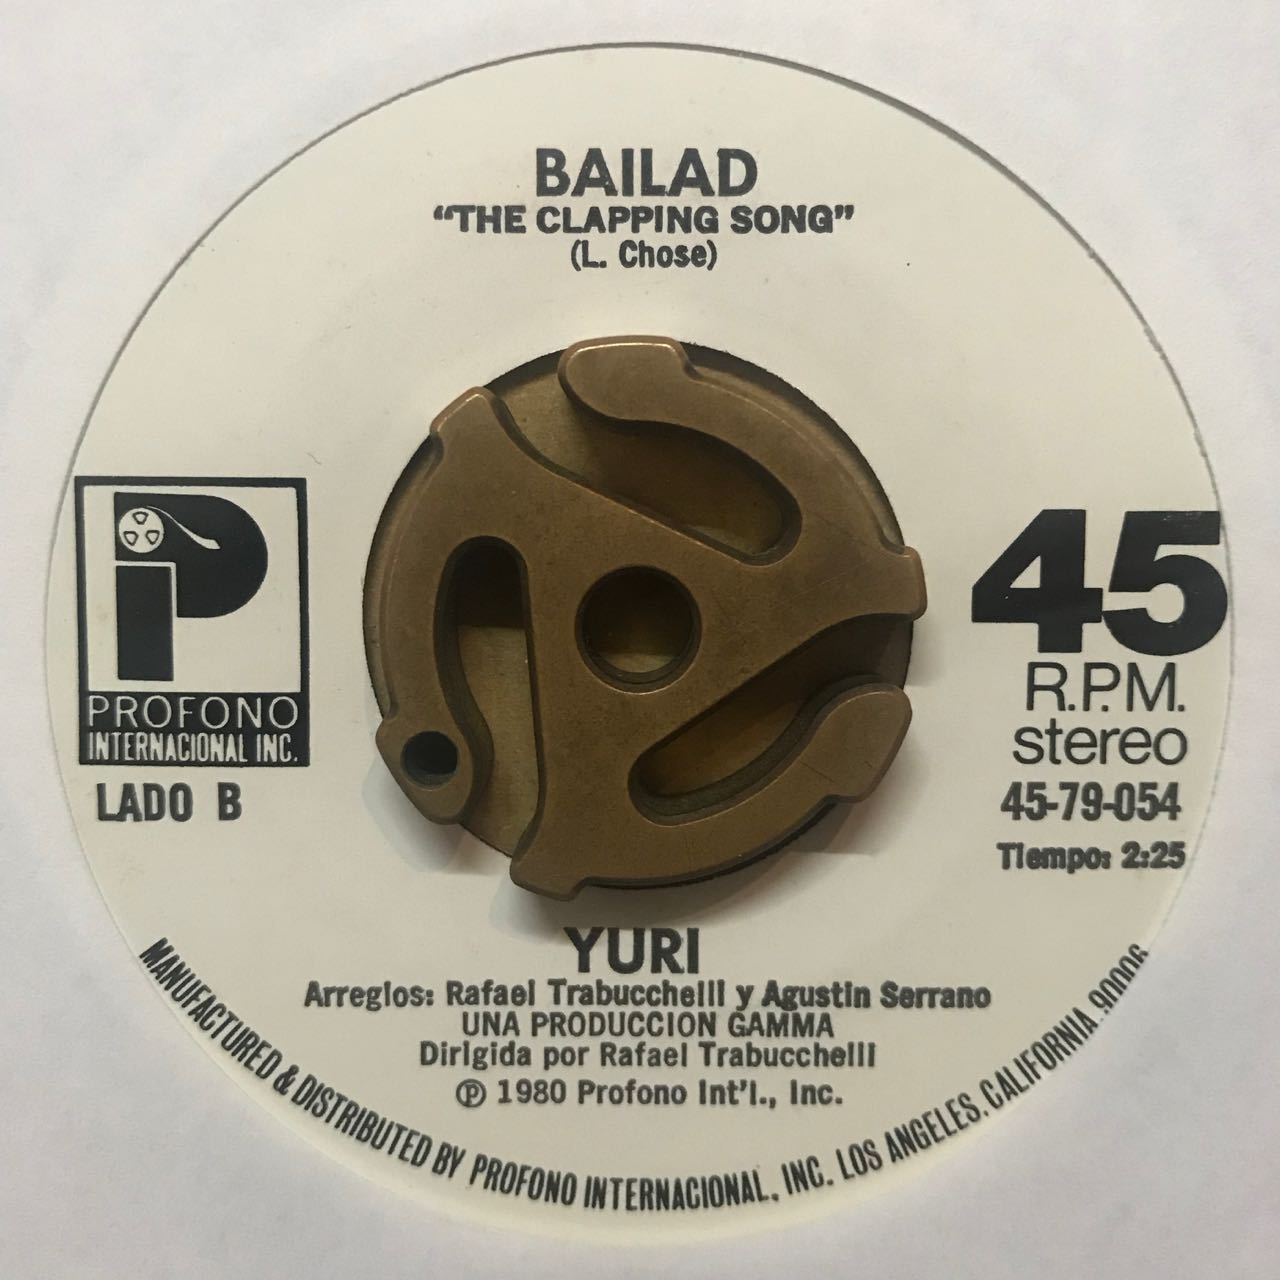 BAILAD
"THE CLAPPING SONG"
(L. Chose)
PROFONO
INTERNACIONAL INC.
LADO B
45
R.P.M.
stereo
45-79-054
Tiempo: 2:25
YURI
Arreglos: Rafael Trabucchelli y Agustin Serrano
UNA PRODUCCION GAMMA
Dirigida por Rafael Trabucchelli
℗ 1980 Profono Int'l., Inc.
MANUFACTURED & DISTRIBUTED BY PROFONO INTERNACIONAL, INC. LOS ANGELES, CALIFORNIA 90006